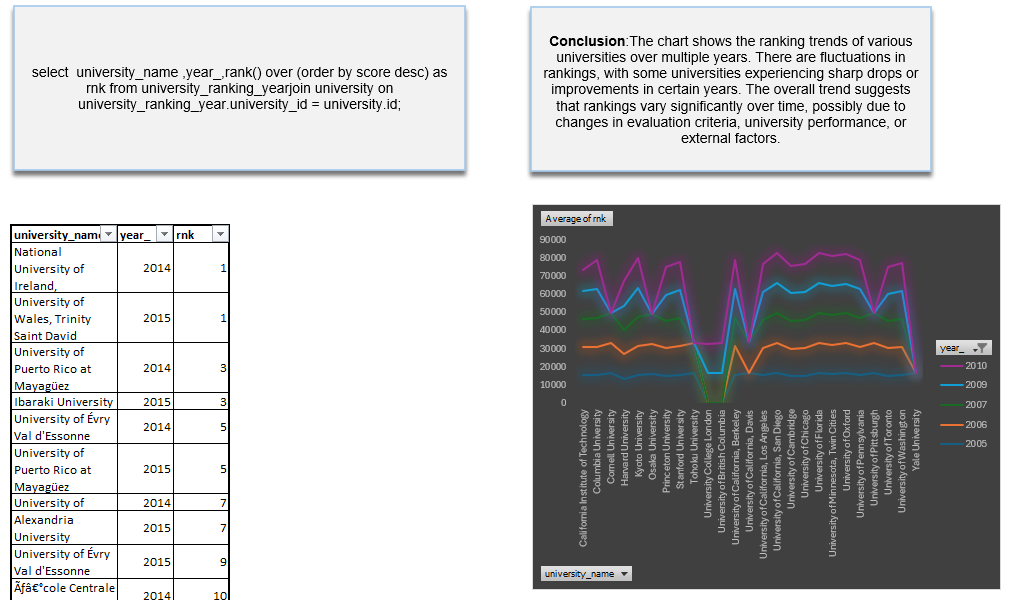 select  university_name ,year_,rank() over (order by score desc) as
rnk from university_ranking_yearjoin university on
university_ranking_year.university_id = university.id;
Conclusion:The chart shows the ranking trends of various
universities over multiple years. There are fluctuations in
rankings, with some universities experiencing sharp drops or
improvements in certain years. The overall trend suggests
that rankings vary significantly over time, possibly due to
changes in evaluation criteria, university performance, or
external factors.
university_name year_ rnk
National
University of
Ireland,
2014 1
University of
Wales, Trinity
Saint David
2015 1
University of
Puerto Rico at
Mayagüez
2014 3
Ibaraki University 2015 3
University of Évry
Val d'Essonne
2014 5
University of
Puerto Rico at
Mayagüez
2015 5
University of 2014 7
Alexandria
University
2015 7
University of Évry
Val d'Essonne
2015 9
Ãƒâ€°cole Centrale
2014 10
Average of rnk
90000
80000
70000
60000
50000
40000
30000
20000
10000
0
California Institute of Technology
Columbia University
Cornell University
Harvard University
Kyoto University
Osaka University
Princeton University
Stanford University
Tohoku University
University College London
University of British Columbia
University of California, Berkeley
University of California, Davis
University of California, Los Angeles
University of California, San Diego
University of Cambridge
University of Chicago
University of Florida
University of Minnesota, Twin Cities
University of Oxford
University of Pennsylvania
University of Pittsburgh
University of Toronto
University of Washington
Yale University
year_
2010
2009
2007
2006
2005
university_name